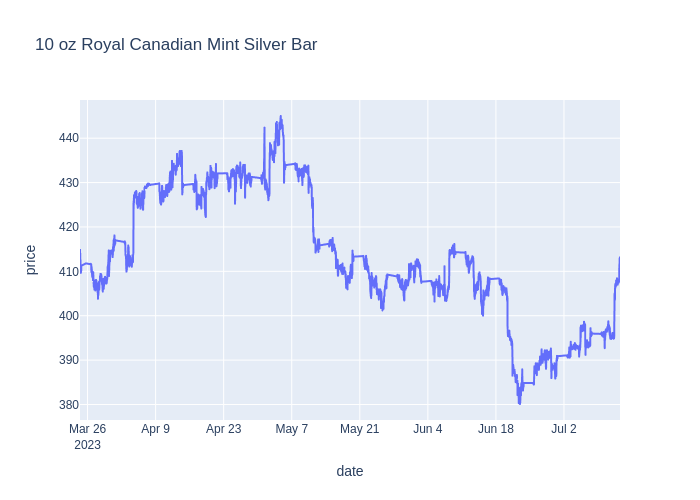 10 oz Royal Canadian Mint Silver Bar
440
430
420
410
400
390
380
price
Mar 26 Apr 9 Apr 23 May 7 May 21 Jun 4 Jun 18 Jul 2
2023
date